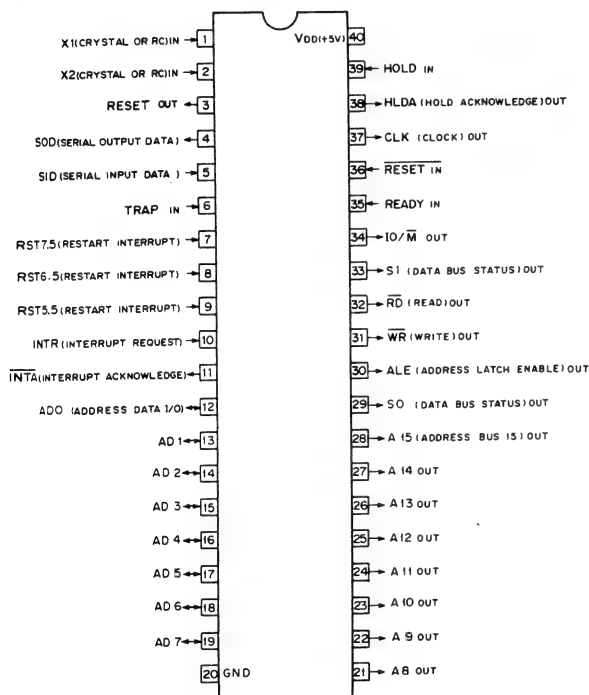 X1(CRYSTAL OR RC)IN 1
X2(CRYSTAL OR RC)IN 2
RESET OUT 3
SOD(SERIAL OUTPUT DATA) 4
SID(SERIAL INPUT DATA ) 5
TRAP IN 6
RST7.5(RESTART INTERRUPT) 7
RST6.5(RESTART INTERRUPT) 8
RST5.5(RESTART INTERRUPT) 9
INTR(INTERRUPT REQUEST) 10
INTA(INTERRUPT ACKNOWLEDGE) 11
ADO (ADDRESS DATA I/O) 12
AD 1 13
AD 2 14
AD 3 15
AD 4 16
AD 5 17
AD 6 18
AD 7 19
20 GND
VDD(+5V) 40
39 HOLD IN
38 HLDA (HOLD ACKNOWLEDGE)OUT
37 CLK (CLOCK) OUT
36 RESET IN
35 READY IN
34 IO/M OUT
33 S1 (DATA BUS STATUS)OUT
32 RD (READ)OUT
31 WR (WRITE) OUT
30 ALE (ADDRESS LATCH ENABLE)OUT
29 SO (DATA BUS STATUS) OUT
28 A 15 (ADDRESS BUS 15) OUT
27 A 14 OUT
26 A 13 OUT
25 A 12 OUT
24 A 11 OUT
23 A 10 OUT
22 A 9 OUT
21 A 8 OUT